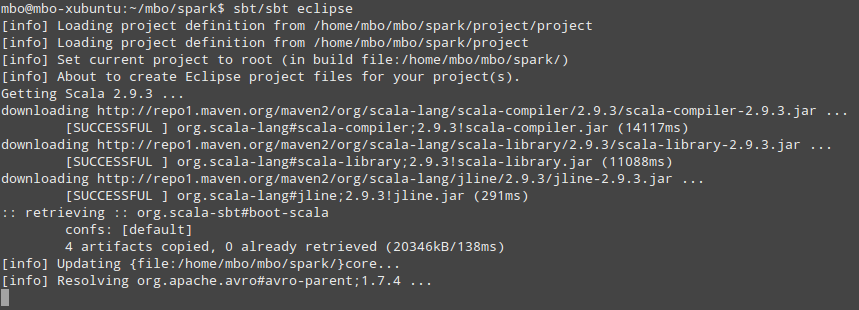 mbo@mbo-xubuntu:~/mbo/spark$ sbt/sbt eclipse
[info] Loading project definition from /home/mbo/mbo/spark/project/project
[info] Loading project definition from /home/mbo/mbo/spark/project
[info] Set current project to root (in build file:/home/mbo/mbo/spark/)
[info] About to create Eclipse project files for your project(s).
Getting Scala 2.9.3 ...
downloading http://repo1.maven.org/maven2/org/scala-lang/scala-compiler/2.9.3/scala-compiler-2.9.3.jar ...
[SUCCESSFUL ] org.scala-lang#scala-compiler;2.9.3!scala-compiler.jar (14117ms)
downloading http://repo1.maven.org/maven2/org/scala-lang/scala-library/2.9.3/scala-library-2.9.3.jar ...
[SUCCESSFUL ] org.scala-lang#scala-library;2.9.3!scala-library.jar (11088ms)
downloading http://repo1.maven.org/maven2/org/scala-lang/jline/2.9.3/jline-2.9.3.jar ...
[SUCCESSFUL ] org.scala-lang#jline;2.9.3!jline.jar (291ms)
:: retrieving :: org.scala-sbt#boot-scala
confs: [default]
4 artifacts copied, 0 already retrieved (20346kB/138ms)
[info] Updating {file:/home/mbo/mbo/spark/}core...
[info] Resolving org.apache.avro#avro-parent;1.7.4 ...